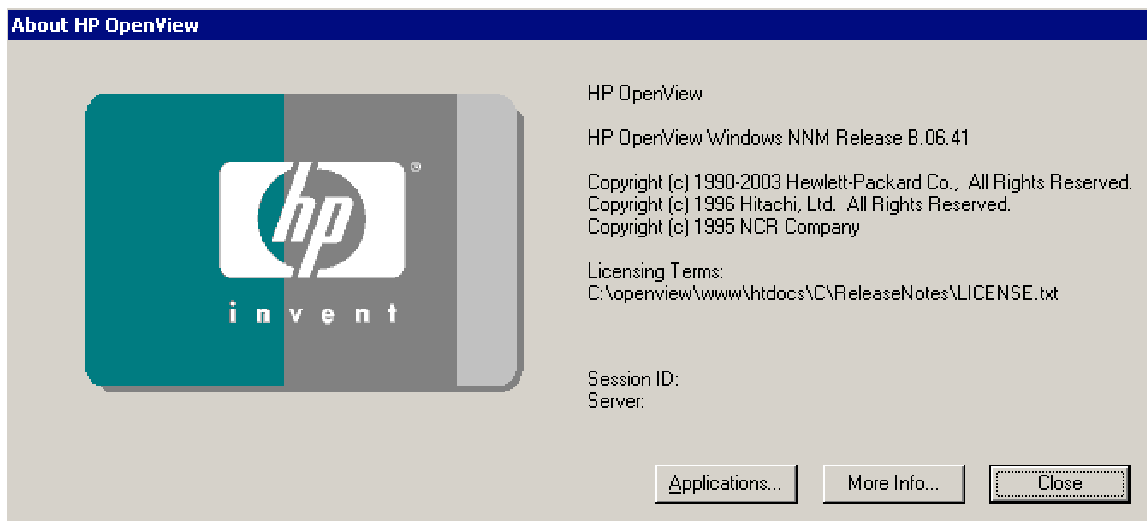 About HP OpenView
hp
®
invent
HP OpenView
HP OpenView Windows NNM Release B.06.41
Copyright (c) 1990-2003 Hewlett-Packard Co., All Rights Reserved.
Copyright (c) 1996 Hitachi, Ltd. All Rights Reserved.
Copyright (c) 1995 NCR Company
Licensing Terms:
C:\openview\www\htdocs\C\ReleaseNotes\LICENSE.txt
Session ID:
Server:
Applications... More Info... Close